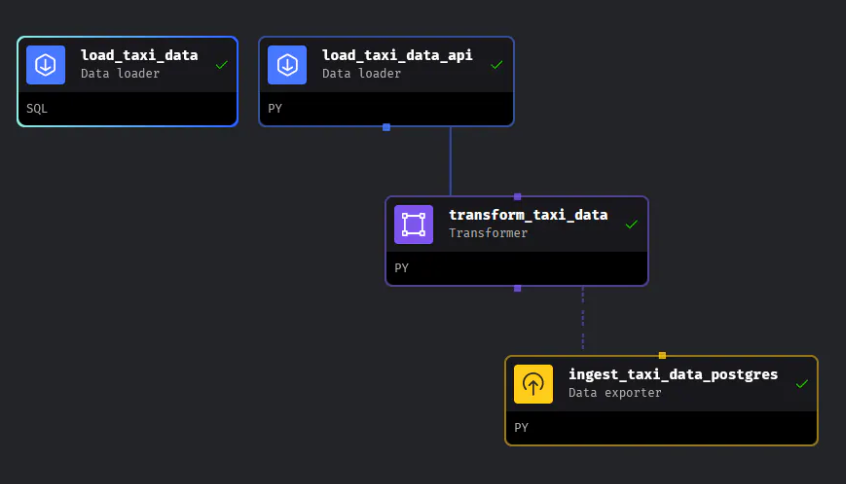 load_taxi_data
Data loader
SQL
load_taxi_data_api
Data loader
PY
transform_taxi_data
Transformer
PY
ingest_taxi_data_postgres
Data exporter
PY